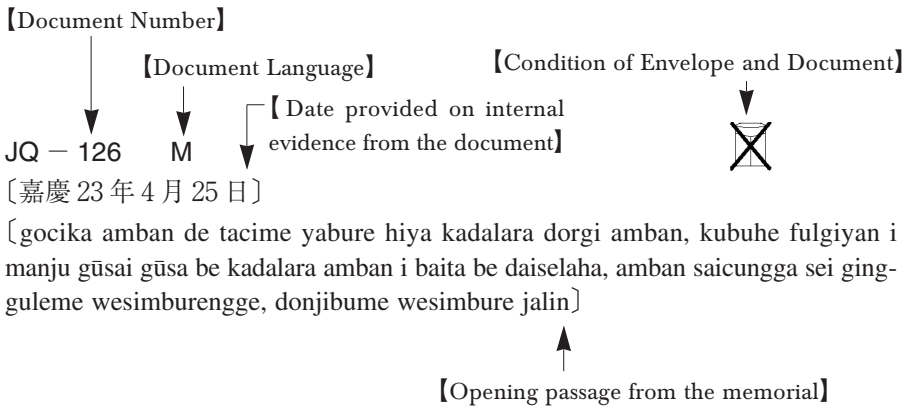 【Document Number】
【Document Language】
【Condition of Envelope and Document】
【Date provided on internal
evidence from the document】
JQ － 126 M
〔嘉慶 23 年 4 月 25 日〕
〔gocika amban de tacime yabure hiya kadalara dorgi amban, kubuhe fulgiyan i
manju gūsai gūsa be kadalara amban i baita be daiselaha, amban saicungga sei ging-
guleme wesimburengge, donjibume wesimbure jalin〕
【Opening passage from the memorial】